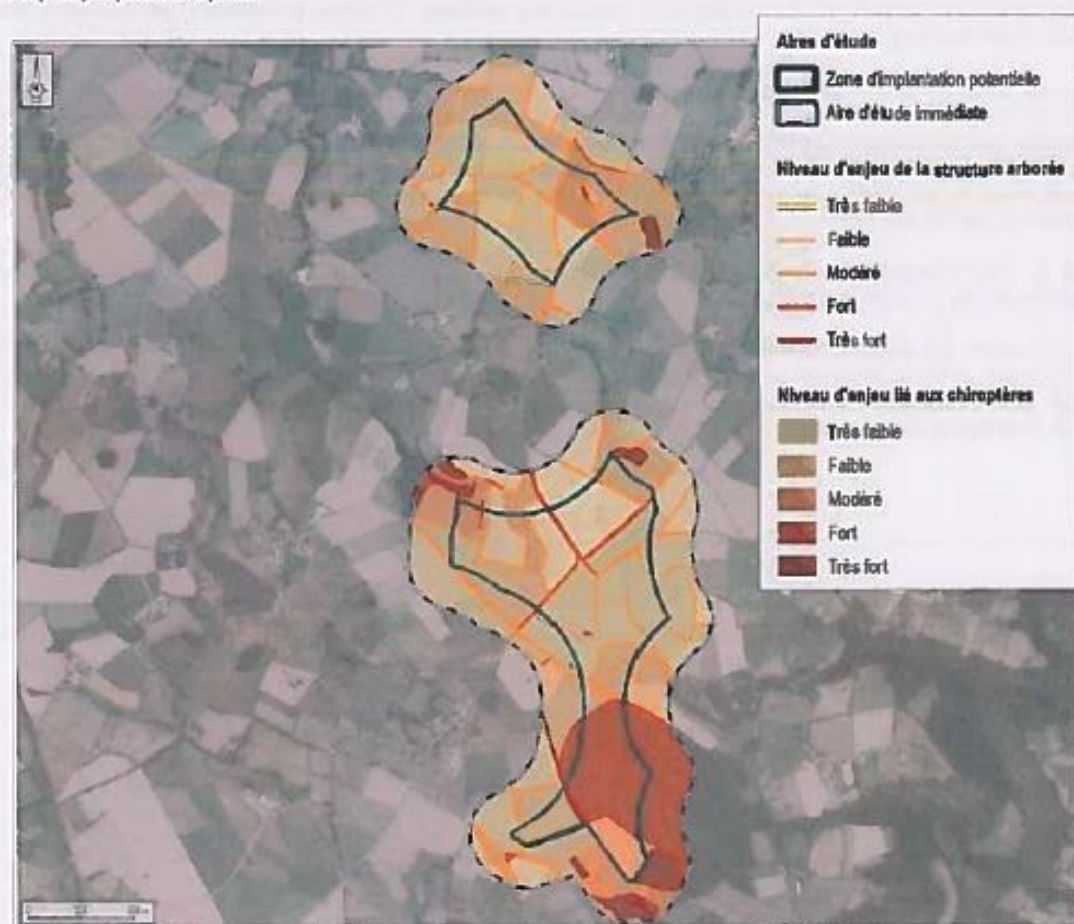 Aires d'étude
Zone d'implantation potentielle
Aire d'étude immédiate
Niveau d'enjeu de la structure arborée
Très faible
Faible
Modéré
Fort
Très fort
Niveau d'enjeu lié aux chiroptères
Très faible
Faible
Modéré
Fort
Très fort